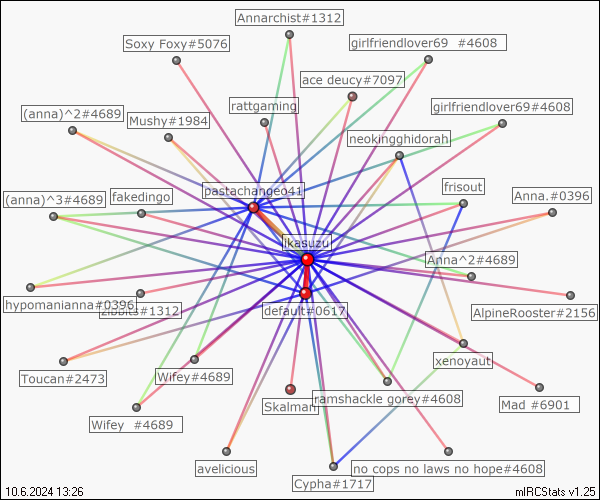 Annarchist#1312
Soxy Foxy#5076
girlfriendlover69 #4608
ace deucy#7097
rattgaming
girlfriendlover69#4608
(anna)^2#4689
Mushy#1984
neokingghidorah
pastachangeo41
frisout
(anna)^3#4689
fakedingo
Anna.#0396
ikasuzu
Anna^2#4689
hypomanianna#0396
zibbits#1312
default#0617
AlpineRooster#2156
xenoyaut
Toucan#2473
Wifey#4689
Skalman
ramshackle gorey#4608
Mad #6901
Wifey #4689
avelicious
Cypha#1717
no cops no laws no hope#4608
10.6.2024 13:26
mIRCStats v1.25